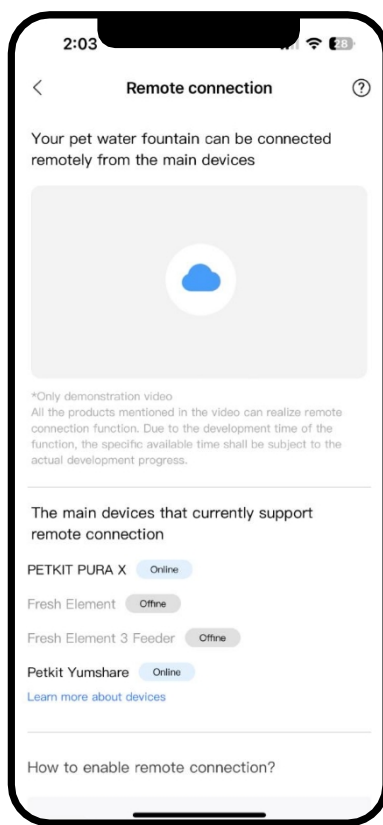 2:03
28
Remote connection
?
Your pet water fountain can be connected
remotely from the main devices
*Only demonstration video
All the products mentioned in the video can realize remote
connection function. Due to the development time of the
function, the specific available time shall be subject to the
actual development progress.
The main devices that currently support
remote connection
PETKIT PURA X Online
Fresh Element Offine
Fresh Element 3 Feeder Offine
Petkit Yumshare Online
Learn more about devices
How to enable remote connection?